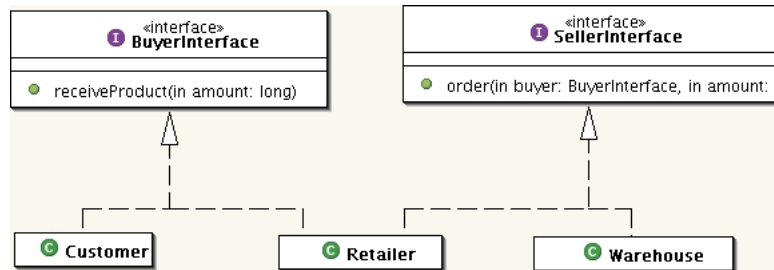 «interface»
I BuyerInterface
receiveProduct(in amount: long)
«interface»
I SellerInterface
order(in buyer: BuyerInterface, in amount:
C Customer
C Retailer
C Warehouse